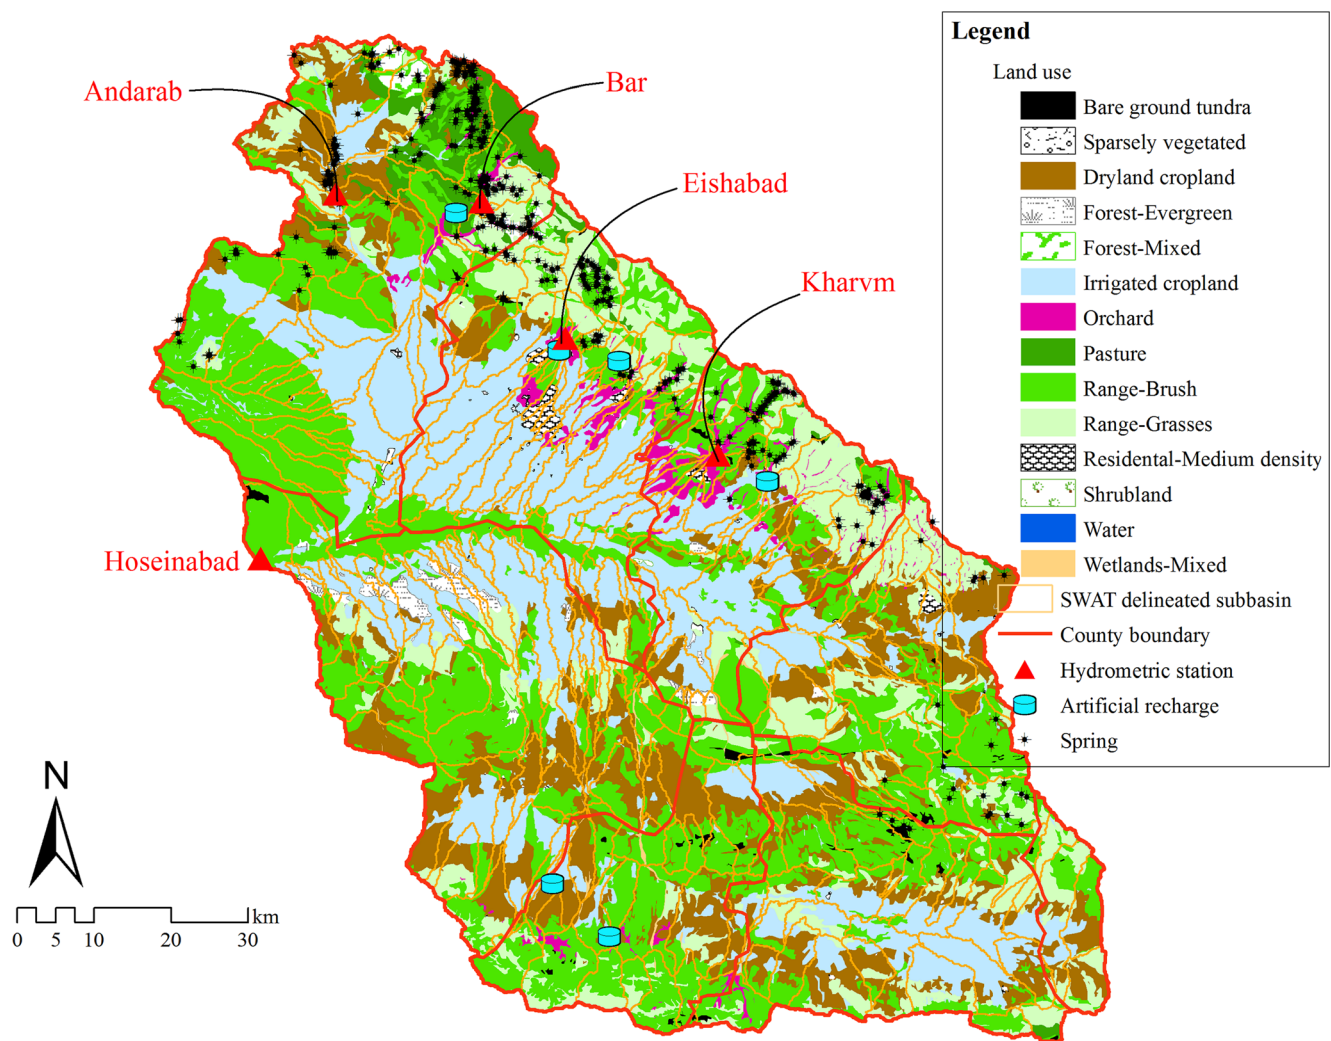 Legend
Land use
Bare ground tundra
Sparsely vegetated
Dryland cropland
Forest-Evergreen
Forest-Mixed
Irrigated cropland
Orchard
Pasture
Range-Brush
Range-Grasses
Residental-Medium density
Shrubland
Water
Wetlands-Mixed
SWAT delineated subbasin
County boundary
Hydrometric station
Artificial recharge
Spring
Andarab
Bar
Eishabad
Kharvm
Hoseinabad
N
km
0 5 10 20 30